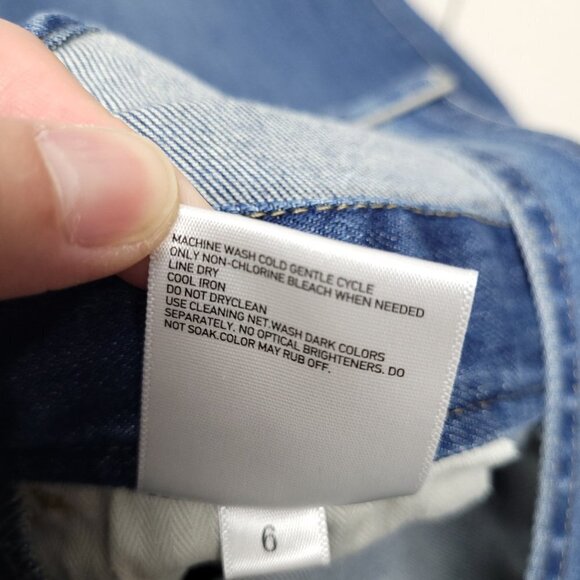 MACHINE WASH COLD GENTLE CYCLE
ONLY NON-CHLORINE BLEACH WHEN NEEDED
LINE DRY
COOL IRON
DO NOT DRYCLEAN
USE CLEANING NET.WASH DARK COLORS
SEPARATELY. NO OPTICAL BRIGHTENERS. DO
NOT SOAK.COLOR MAY RUB OFF.
6